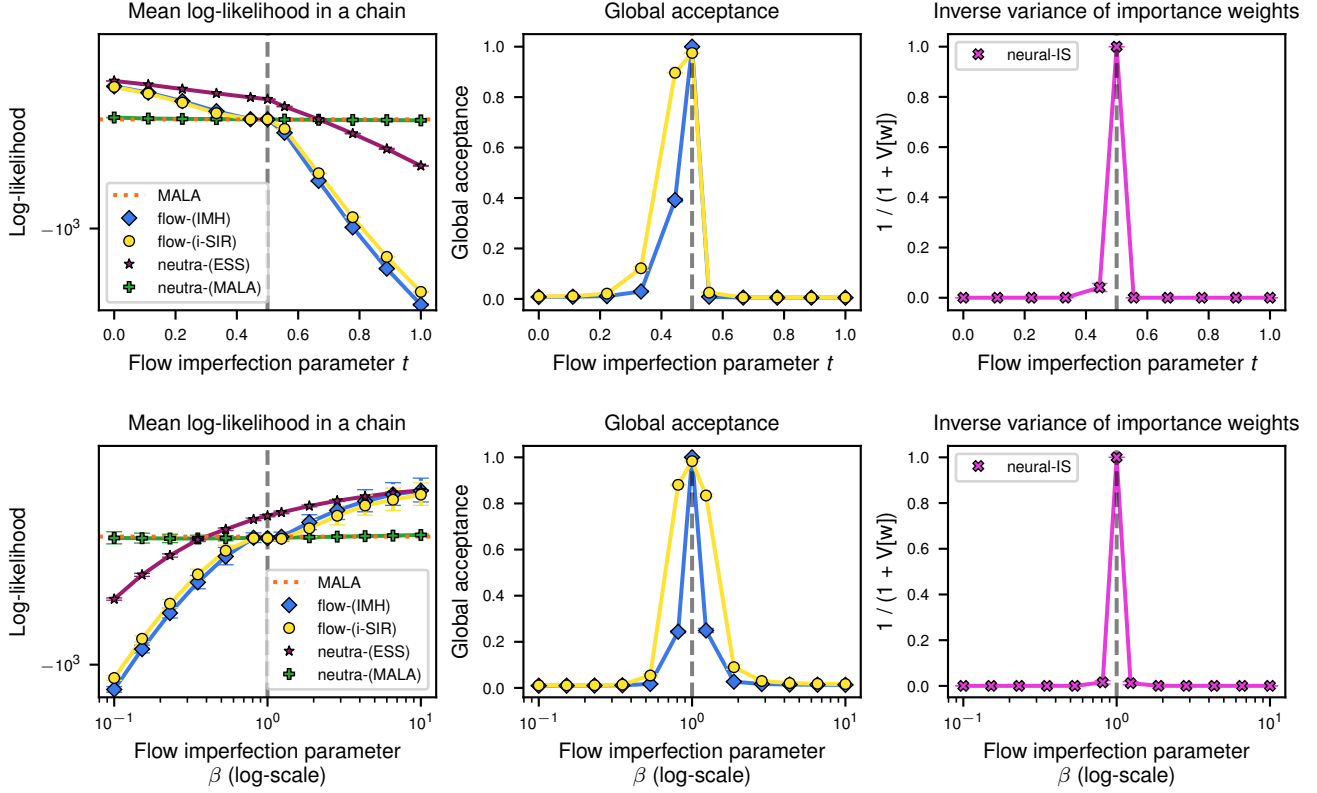 Mean log-likelihood in a chain
Log-likelihood
−10³
MALA
flow-(IMH)
flow-(i-SIR)
neutra-(ESS)
neutra-(MALA)
0.0 0.2 0.4 0.6 0.8 1.0
Flow imperfection parameter t
Global acceptance
Global acceptance
1.0
0.8
0.6
0.4
0.2
0.0
0.0 0.2 0.4 0.6 0.8 1.0
Flow imperfection parameter t
Inverse variance of importance weights
1 / (1 + V[w])
1.0
0.8
0.6
0.4
0.2
0.0
neural-IS
0.0 0.2 0.4 0.6 0.8 1.0
Flow imperfection parameter t
Mean log-likelihood in a chain
Log-likelihood
−10³
MALA
flow-(IMH)
flow-(i-SIR)
neutra-(ESS)
neutra-(MALA)
10⁻¹ 10⁰ 10¹
Flow imperfection parameter
β (log-scale)
Global acceptance
Global acceptance
1.0
0.8
0.6
0.4
0.2
0.0
10⁻¹ 10⁰ 10¹
Flow imperfection parameter
β (log-scale)
Inverse variance of importance weights
1 / (1 + V[w])
1.0
0.8
0.6
0.4
0.2
0.0
neural-IS
10⁻¹ 10⁰ 10¹
Flow imperfection parameter
β (log-scale)